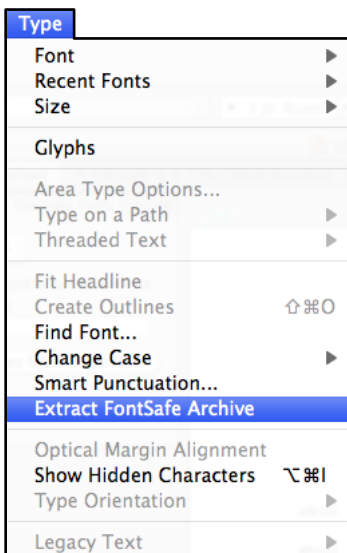 Type
Font
Recent Fonts
Size
Glyphs
Area Type Options...
Type on a Path
Threaded Text
Fit Headline
Create Outlines ⇧⌘O
Find Font...
Change Case
Smart Punctuation...
Extract FontSafe Archive
Optical Margin Alignment
Show Hidden Characters ⌥⌘I
Type Orientation
Legacy Text